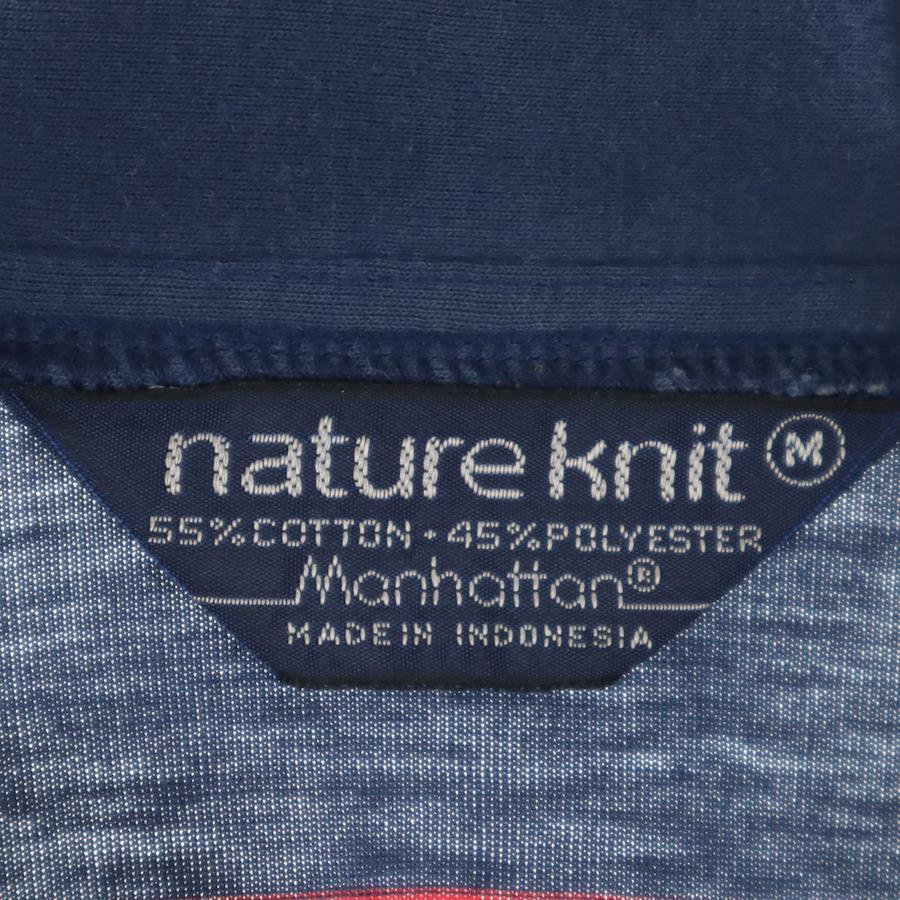 nature knit M
55% COTTON • 45% POLYESTER
Manhattan®
MADE IN INDONESIA